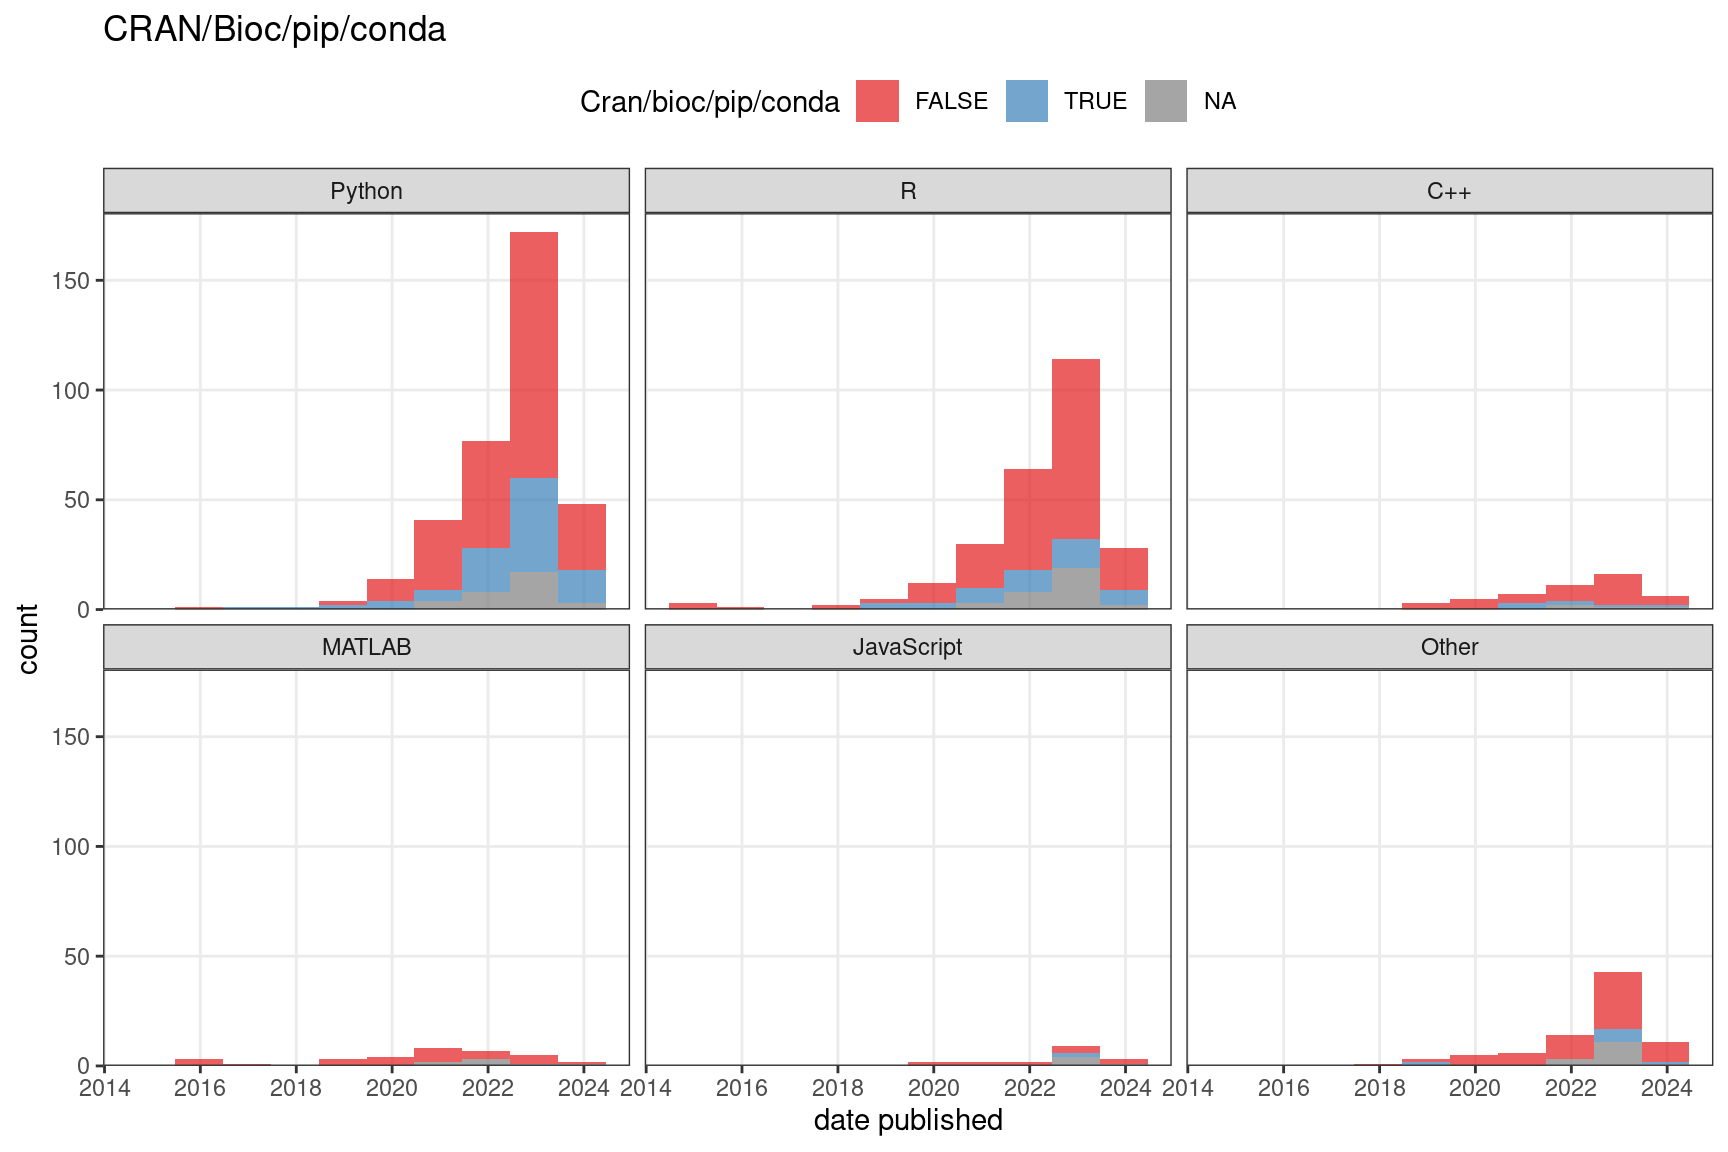 CRAN/Bioc/pip/conda
Cran/bioc/pip/conda FALSE TRUE NA
Python R C++
150
100
50
0
MATLAB JavaScript Other
150
100
50
0
count
2014 2016 2018 2020 2022 2024 2014 2016 2018 2020 2022 2024 2014 2016 2018 2020 2022 2024
date published